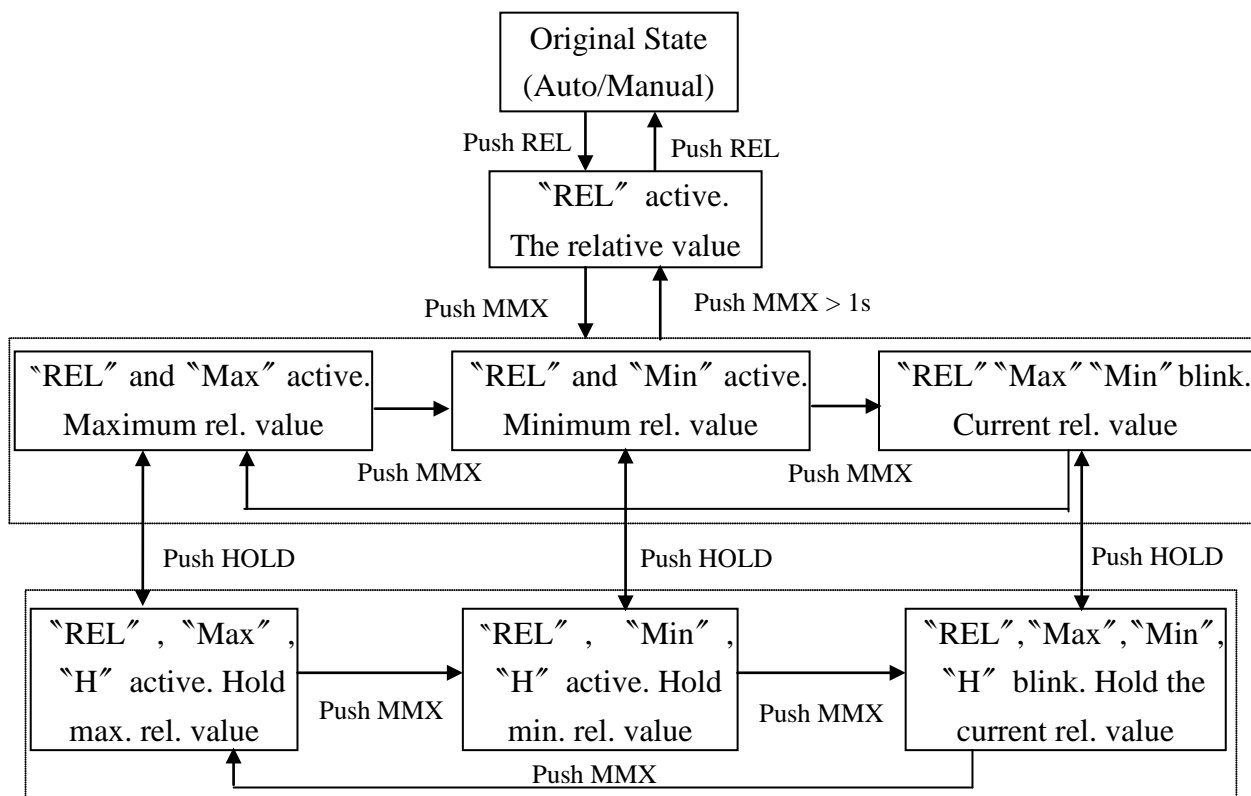 Original State
(Auto/Manual)
Push REL
Push REL
〝REL〞 active.
The relative value
Push MMX
Push MMX > 1s
〝REL〞 and 〝Max〞 active.
Maximum rel. value
〝REL〞 and 〝Min〞 active.
Minimum rel. value
〝REL〞〝Max〞〝Min〞 blink.
Current rel. value
Push MMX
Push MMX
Push HOLD
Push HOLD
Push HOLD
〝REL〞 , 〝Max〞 ,
〝H〞 active. Hold
max. rel. value
〝REL〞 , 〝Min〞 ,
〝H〞 active. Hold
min. rel. value
〝REL〞,〝Max〞,〝Min〞,
〝H〞 blink. Hold the
current rel. value
Push MMX
Push MMX
Push MMX